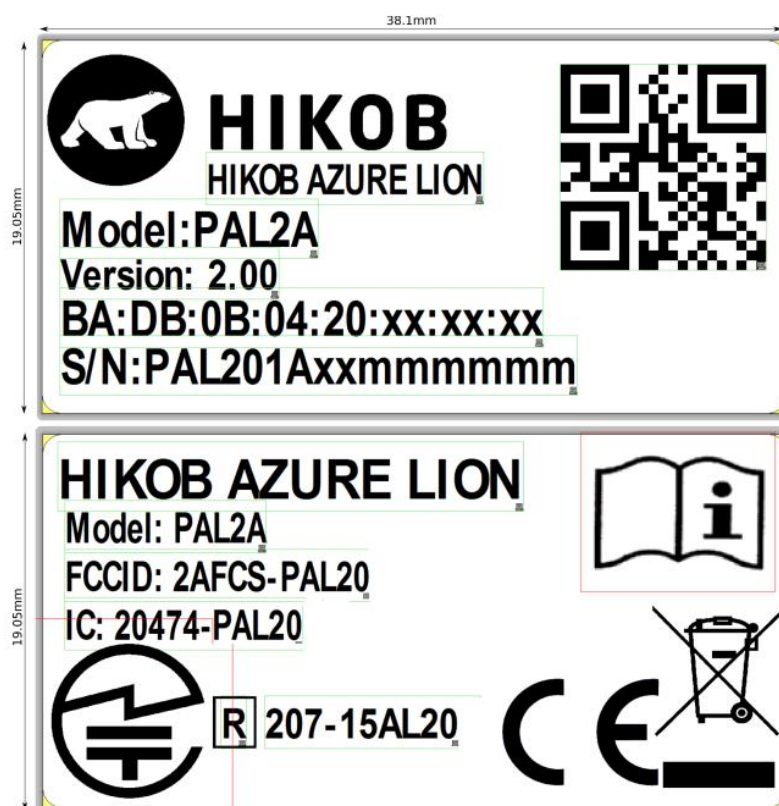 38.1mm
19.05mm
HIKOB
HIKOB AZURE LION
Model:PAL2A
Version: 2.00
BA:DB:0B:04:20:xx:xx:xx
S/N:PAL201Axxmmmmmm
19.05mm
HIKOB AZURE LION
Model: PAL2A
FCCID: 2AFCS-PAL20
IC: 20474-PAL20
R 207-15AL20
CE
i